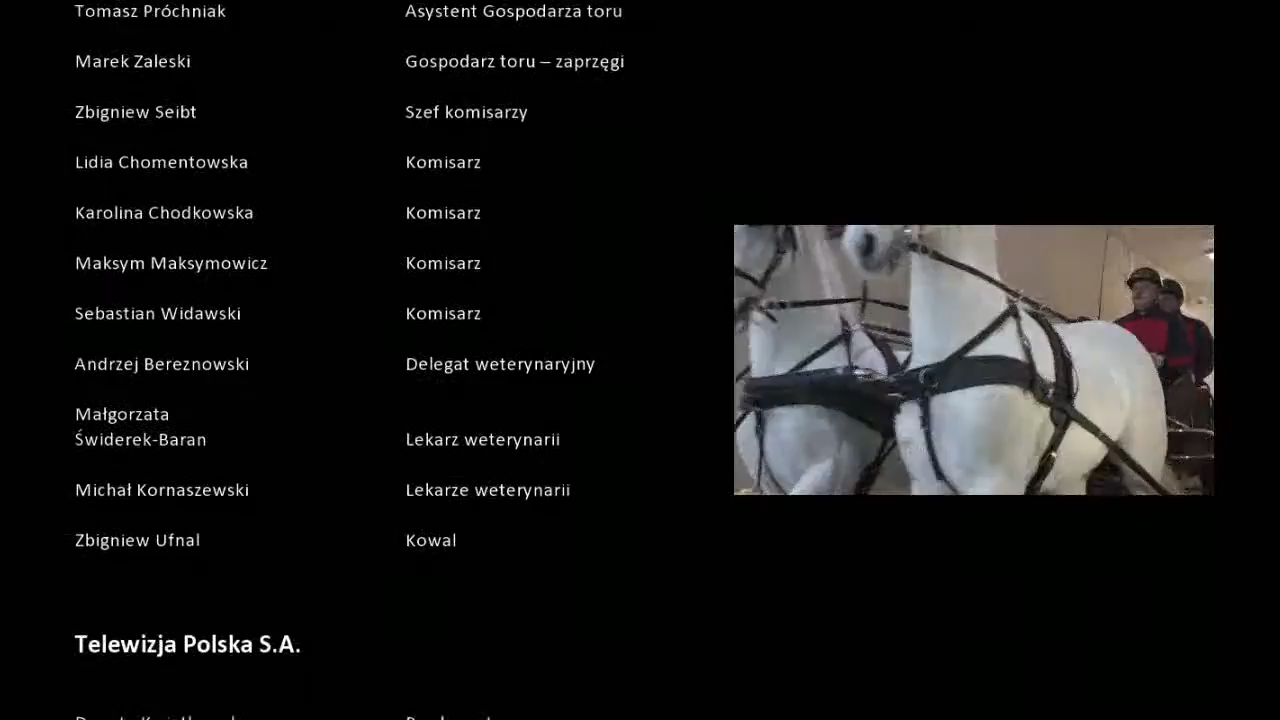 Tomasz Próchniak Asystent Gospodarza toru
Marek Zaleski Gospodarz toru – zaprzęgi
Zbigniew Seibt Szef komisarzy
Lidia Chomentowska Komisarz
Karolina Chodkowska Komisarz
Maksym Maksymowicz Komisarz
Sebastian Widawski Komisarz
Andrzej Bereznowski Delegat weterynaryjny
Małgorzata
Świderek-Baran Lekarz weterynarii
Michał Kornaszewski Lekarze weterynarii
Zbigniew Ufnal Kowal
Telewizja Polska S.A.